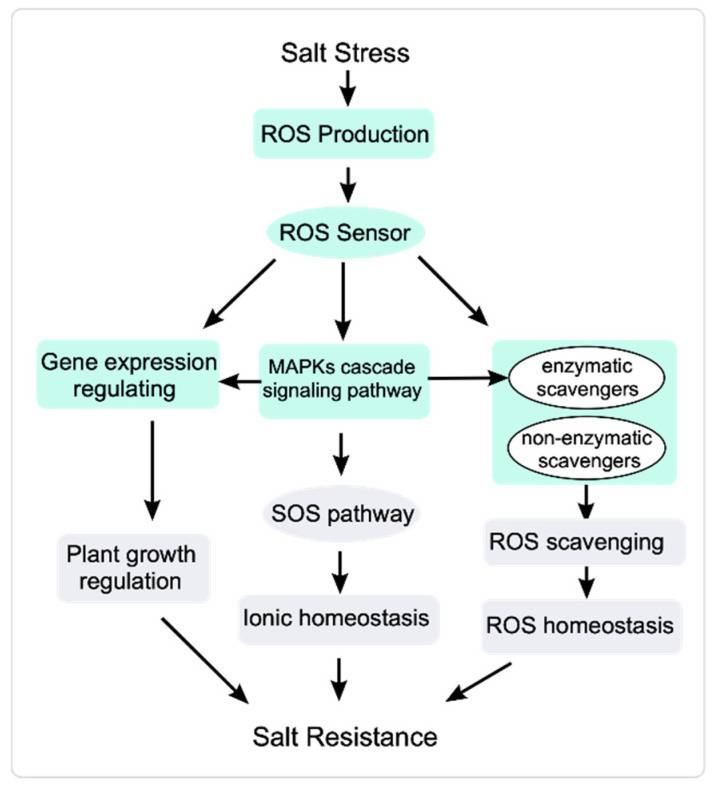 Salt Stress
ROS Production
ROS Sensor
Gene expression
regulating
MAPKs cascade
signaling pathway
enzymatic
scavengers
non-enzymatic
scavengers
SOS pathway
ROS scavenging
Plant growth
regulation
Ionic homeostasis
ROS homeostasis
Salt Resistance